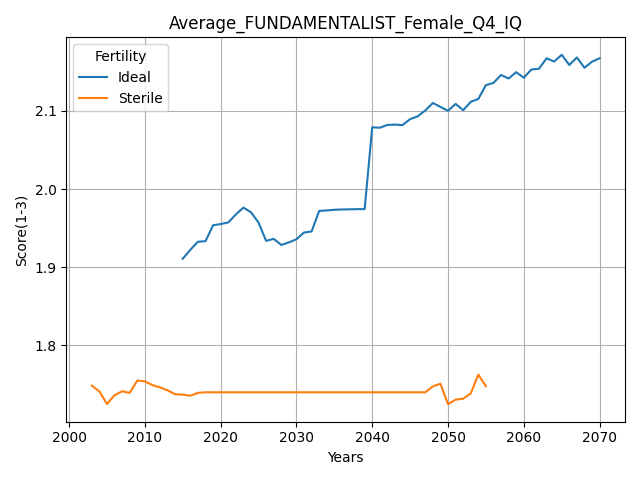 Average_FUNDAMENTALIST_Female_Q4_IQ
Fertility
Ideal
Sterile
Score(1-3)
2.1
2.0
1.9
1.8
2000 2010 2020 2030 2040 2050 2060 2070
Years